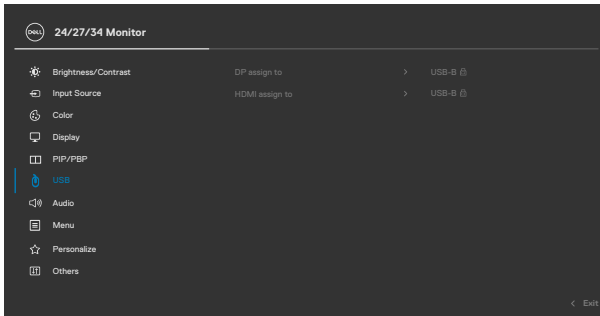 DELL 24/27/34 Monitor
Brightness/Contrast DP assign to > USB-B
Input Source HDMI assign to > USB-B
Color
Display
PIP/PBP
USB
Audio
Menu
Personalize
Others
< Exit